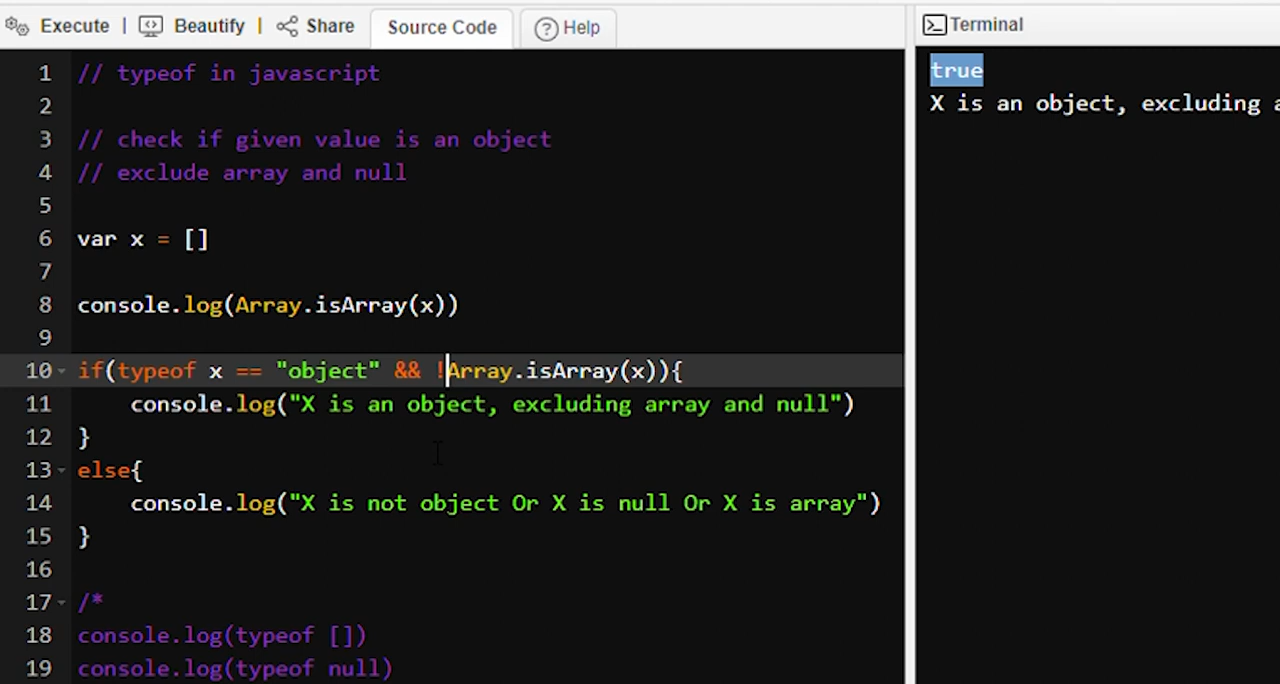 Execute | Beautify | Share Source Code Help
1 // typeof in javascript
2
3 // check if given value is an object
4 // exclude array and null
5
6 var x = []
7
8 console.log(Array.isArray(x))
9
10 if(typeof x == "object" && !Array.isArray(x)){
11 console.log("X is an object, excluding array and null")
12 }
13 else{
14 console.log("X is not object Or X is null Or X is array")
15 }
16
17 /*
18 console.log(typeof [])
19 console.log(typeof null)
Terminal
true
X is an object, excluding